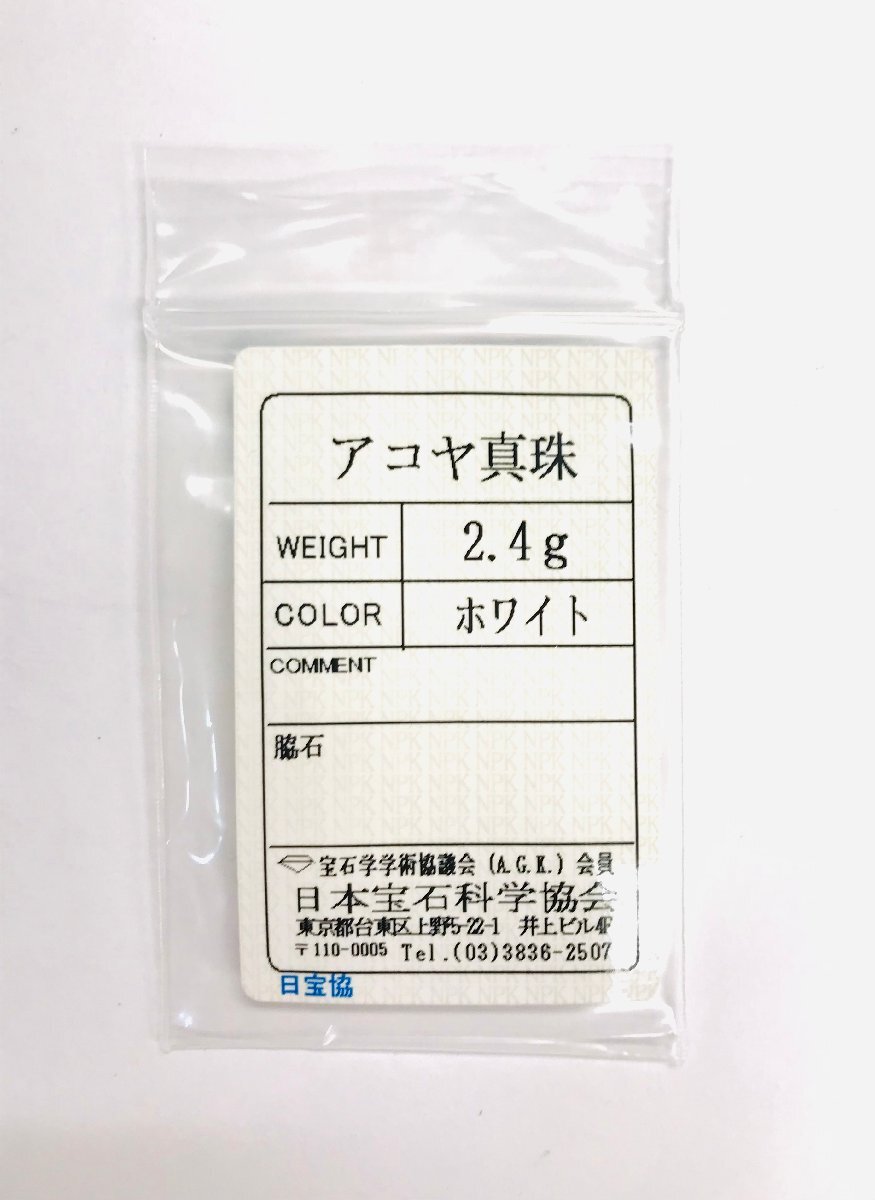 アコヤ真珠
WEIGHT 2.4g
COLOR ホワイト
COMMENT
脇石
宝石学学術協議会(A.G.K.)会員
日本宝石科学協会
東京都台東区上野5-22-1 井上ビル4F
〒110-0005 Tel.(03)3836-2507
日宝協